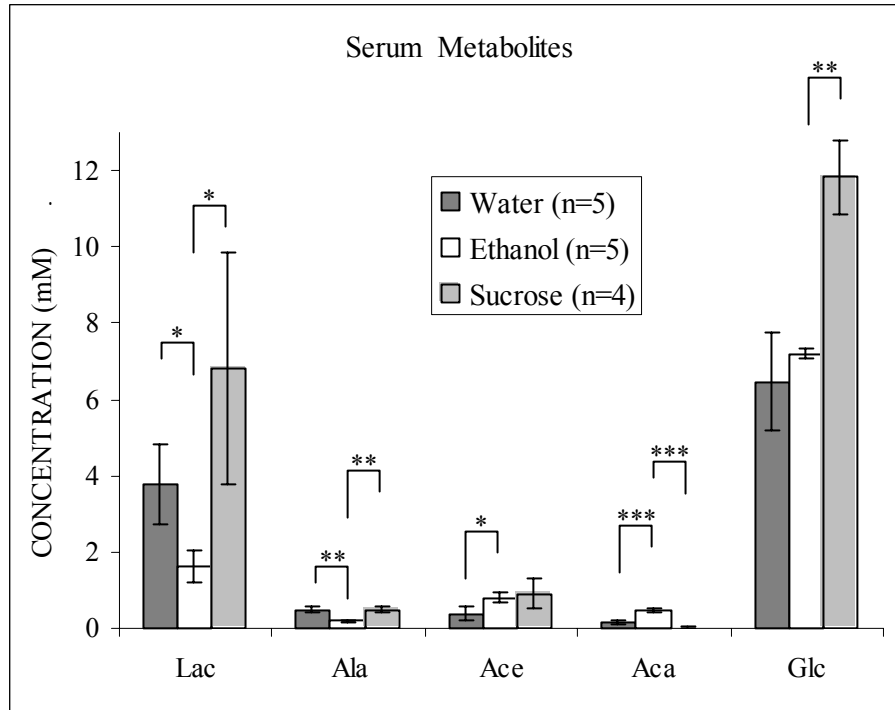 Serum Metabolites
**
12
10
8
6
4
2
0
CONCENTRATION (mM)
Water (n=5)
Ethanol (n=5)
Sucrose (n=4)
*
*
**
**
*
***
***
Lac Ala Ace Aca Glc